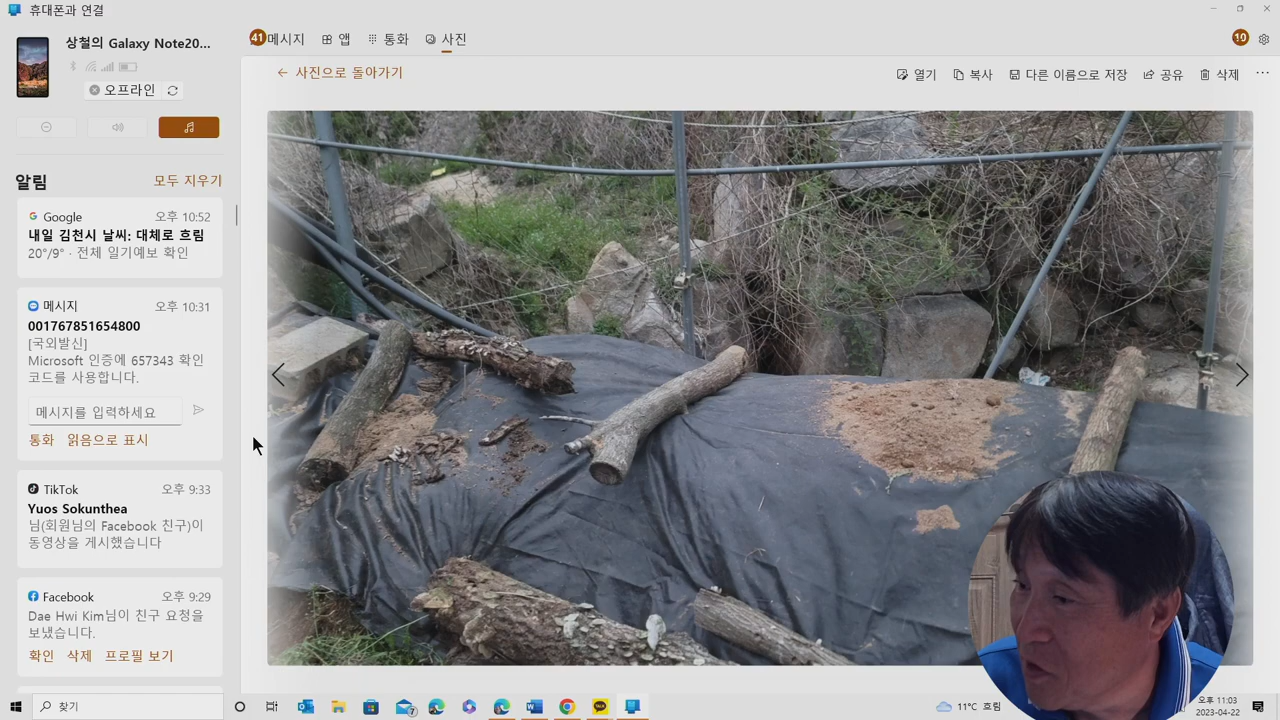 휴대폰과 연결
상철의 Galaxy Note20...
오프라인
알림
모두 지우기
Google
오후 10:52
내일 김천시 날씨: 대체로 흐림
20°/9° · 전체 일기예보 확인
메시지
오후 10:31
001767851654800
[국외발신]
Microsoft 인증에 657343 확인
코드를 사용합니다.
메시지를 입력하세요
통화 읽음으로 표시
TikTok
오후 9:33
Yuos Sokunthea
님(회원님의 Facebook 친구)이
동영상을 게시했습니다
Facebook
오후 9:29
Dae Hwi Kim님이 친구 요청을
보냈습니다.
확인 삭제 프로필 보기
41 메시지 앱 통화 사진
10
사진으로 돌아가기
열기 복사 다른 이름으로 저장 공유 삭제 ...
찾기
7
TALK
11°C 흐림
오후 11:03
2023-04-22